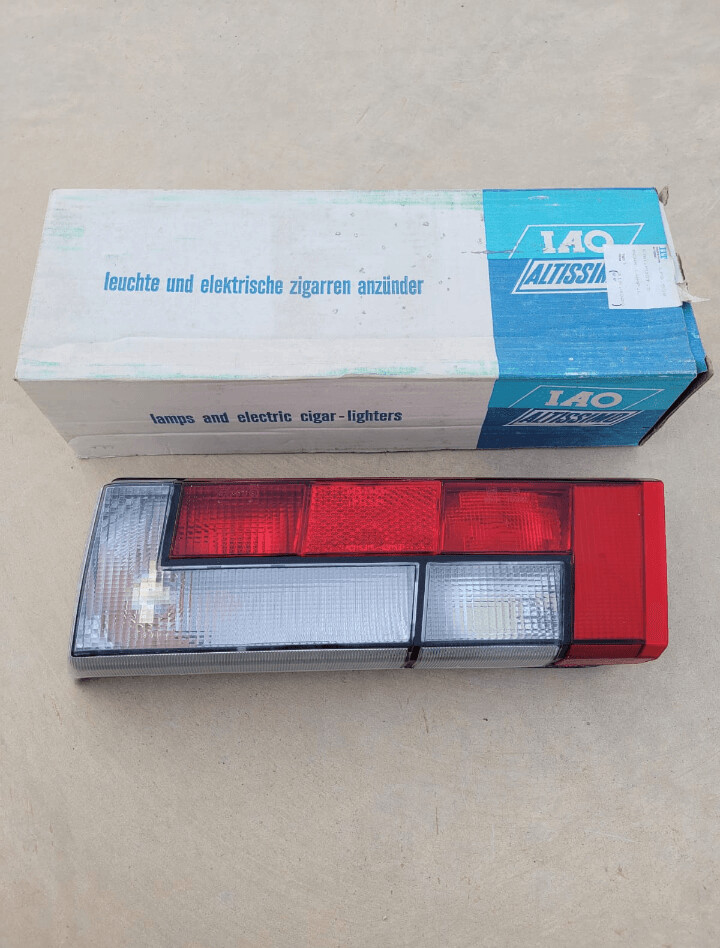 IAO
ALTISSIMO
leuchte und elektrische zigarren anzünder
IAO
ALTISSIMO
lamps and electric cigar-lighters